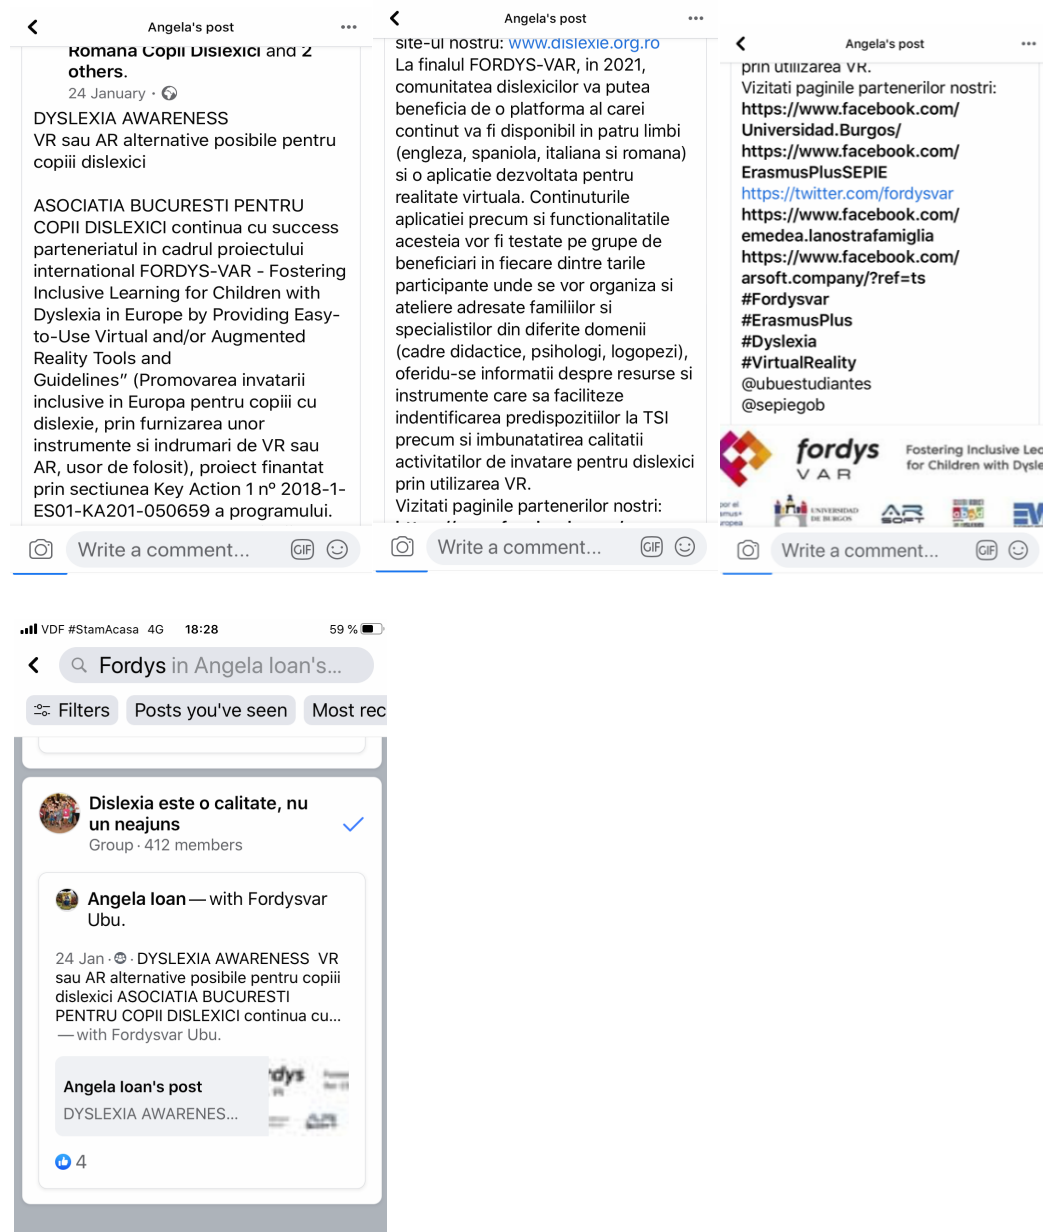 Angela's post
Romana Copii Dislexici and 2
others.
24 January ·
DYSLEXIA AWARENESS
VR sau AR alternative posibile pentru
copiii dislexici
ASOCIATIA BUCURESTI PENTRU
COPII DISLEXICI continua cu success
parteneriatul in cadrul proiectului
international FORDYS-VAR - Fostering
Inclusive Learning for Children with
Dyslexia in Europe by Providing Easy-
to-Use Virtual and/or Augmented
Reality Tools and
Guidelines” (Promovarea invatarii
inclusive in Europa pentru copiii cu
dislexie, prin furnizarea unor
instrumente si indrumari de VR sau
AR, usor de folosit), proiect finantat
prin sectiunea Key Action 1 nº 2018-1-
ES01-KA201-050659 a programului.
Write a comment...
GIF
Angela's post
site-ul nostru: www.dislexie.org.ro
La finalul FORDYS-VAR, in 2021,
comunitatea dislexicilor va putea
beneficia de o platforma al carei
continut va fi disponibil in patru limbi
(engleza, spaniola, italiana si romana)
si o aplicatie dezvoltata pentru
realitate virtuala. Continuturile
aplicatiei precum si functionalitatile
acesteia vor fi testate pe grupe de
beneficiari in fiecare dintre tarile
participante unde se vor organiza si
ateliere adresate familiilor si
specialistilor din diferite domenii
(cadre didactice, psihologi, logopezi),
oferidu-se informatii despre resurse si
instrumente care sa faciliteze
indentificarea predispozitiilor la TSI
precum si imbunatatirea calitatii
activitatilor de invatare pentru dislexici
prin utilizarea VR.
Vizitati paginile partenerilor nostri:
Write a comment...
GIF
Angela's post
prin utilizarea VR.
Vizitati paginile partenerilor nostri:
https://www.facebook.com/
Universidad.Burgos/
https://www.facebook.com/
ErasmusPlusSEPIE
https://twitter.com/fordysvar
https://www.facebook.com/
emedea.lanostrafamiglia
https://www.facebook.com/
arsoft.company/?ref=ts
#Fordysvar
#ErasmusPlus
#Dyslexia
#VirtualReality
@ubuestudiantes
@sepiegob
fordys
VAR
Fostering Inclusive Lea
for Children with Dysle
UNIVERSIDAD
DE BURGOS
AR
SOFT
Write a comment...
GIF
VDF #StamAcasa 4G 18:28 59 %
Fordys in Angela Ioan's...
Filters
Posts you've seen
Most rec
Dislexia este o calitate, nu
un neajuns
Group · 412 members
Angela Ioan — with Fordysvar
Ubu.
24 Jan · · DYSLEXIA AWARENESS VR
sau AR alternative posibile pentru copiii
dislexici ASOCIATIA BUCURESTI
PENTRU COPII DISLEXICI continua cu...
— with Fordysvar Ubu.
Angela Ioan's post
DYSLEXIA AWARENES...
4